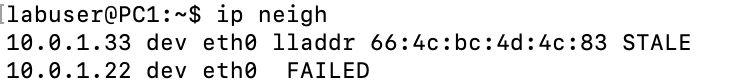 [labuser@PC1:~$ ip neigh
10.0.1.33 dev eth0 lladdr 66:4c:bc:4d:4c:83 STALE
10.0.1.22 dev eth0  FAILED